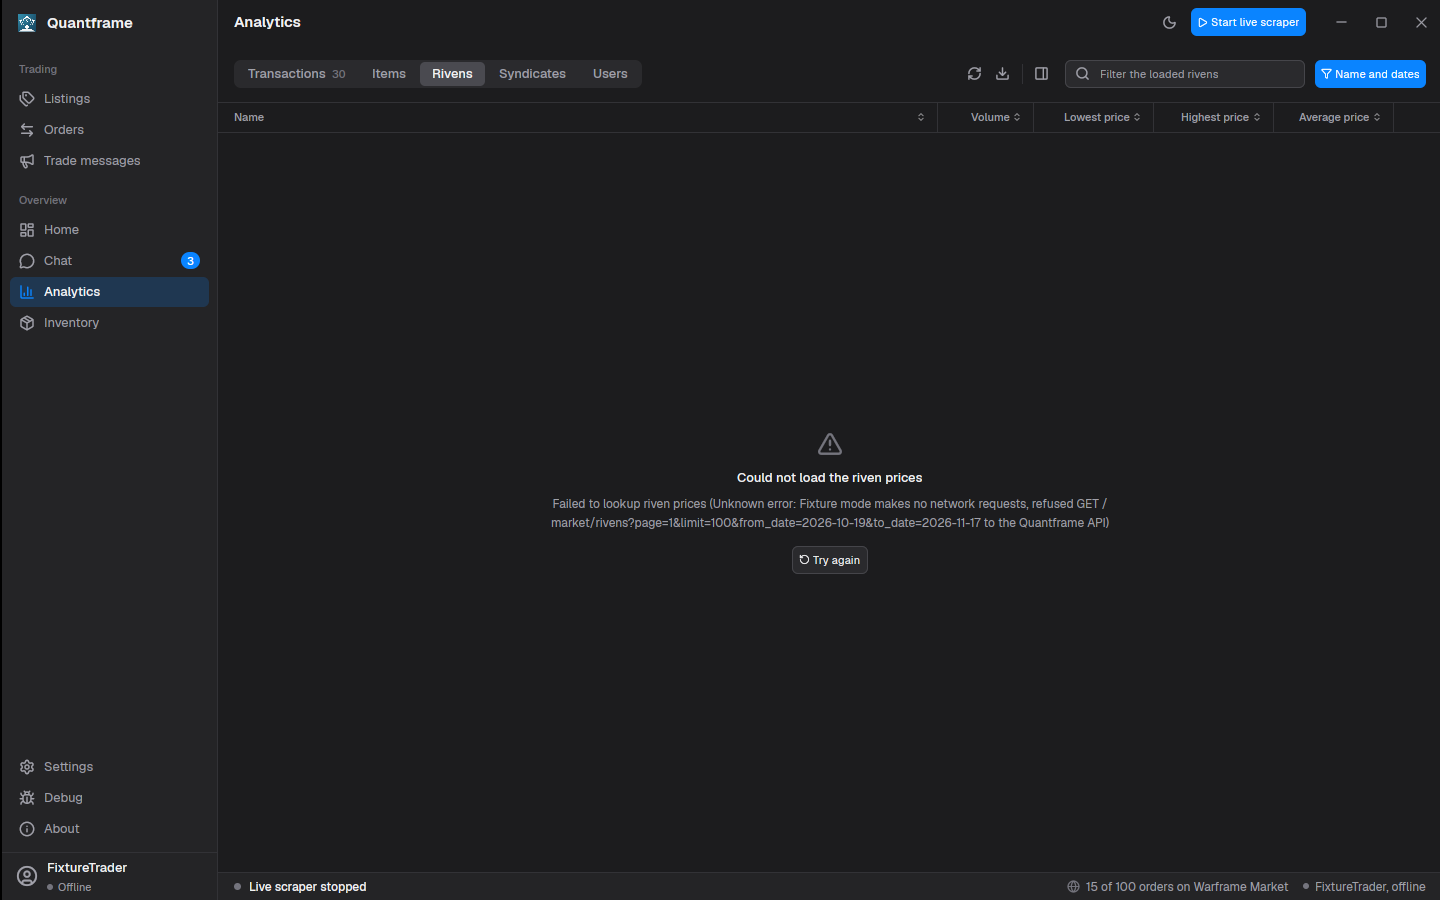 Quantframe
Analytics
Start live scraper
Trading
Listings
Orders
Trade messages
Overview
Home
Chat 3
Analytics
Inventory
Transactions 30
Items
Rivens
Syndicates
Users
Filter the loaded rivens
Name and dates
Name
Volume
Lowest price
Highest price
Average price
Could not load the riven prices
Failed to lookup riven prices (Unknown error: Fixture mode makes no network requests, refused GET /
market/rivens?page=1&limit=100&from_date=2026-10-19&to_date=2026-11-17 to the Quantframe API)
Try again
Settings
Debug
About
FixtureTrader
Offline
Live scraper stopped
15 of 100 orders on Warframe Market
FixtureTrader, offline